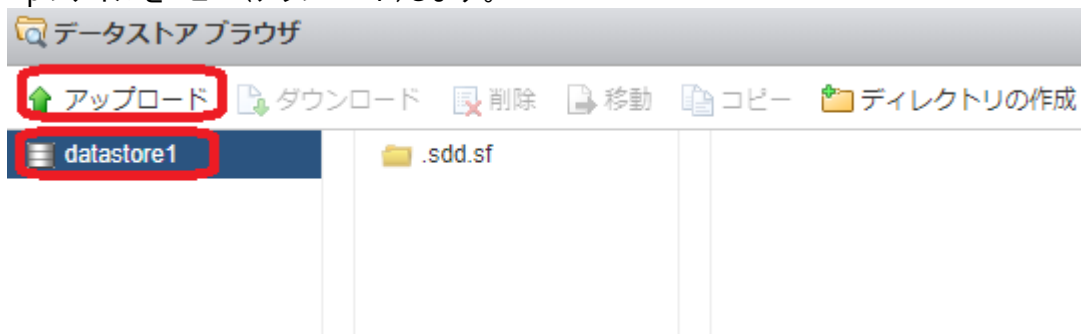 データストア ブラウザ
アップロード ダウンロード 削除 移動 コピー ディレクトリの作成
datastore1 .sdd.sf